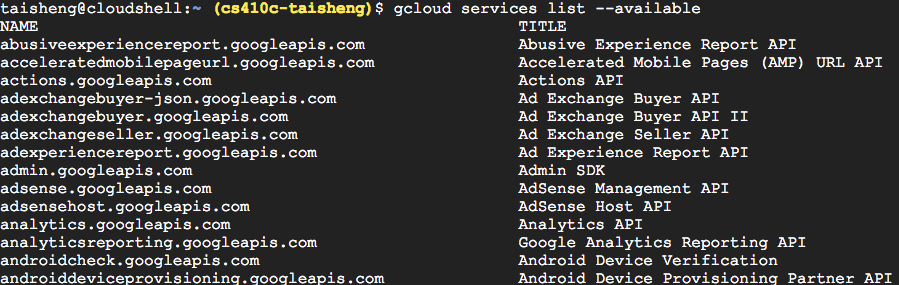 taisheng@cloudshell:~ (cs410c-taisheng)$ gcloud services list --available
NAME TITLE
abusiveexperiencereport.googleapis.com Abusive Experience Report API
acceleratedmobilepageurl.googleapis.com Accelerated Mobile Pages (AMP) URL API
actions.googleapis.com Actions API
adexchangebuyer-json.googleapis.com Ad Exchange Buyer API
adexchangebuyer.googleapis.com Ad Exchange Buyer API II
adexchangeseller.googleapis.com Ad Exchange Seller API
adexperiencereport.googleapis.com Ad Experience Report API
admin.googleapis.com Admin SDK
adsense.googleapis.com AdSense Management API
adsensehost.googleapis.com AdSense Host API
analytics.googleapis.com Analytics API
analyticsreporting.googleapis.com Google Analytics Reporting API
androidcheck.googleapis.com Android Device Verification
androiddeviceprovisioning.googleapis.com Android Device Provisioning Partner API